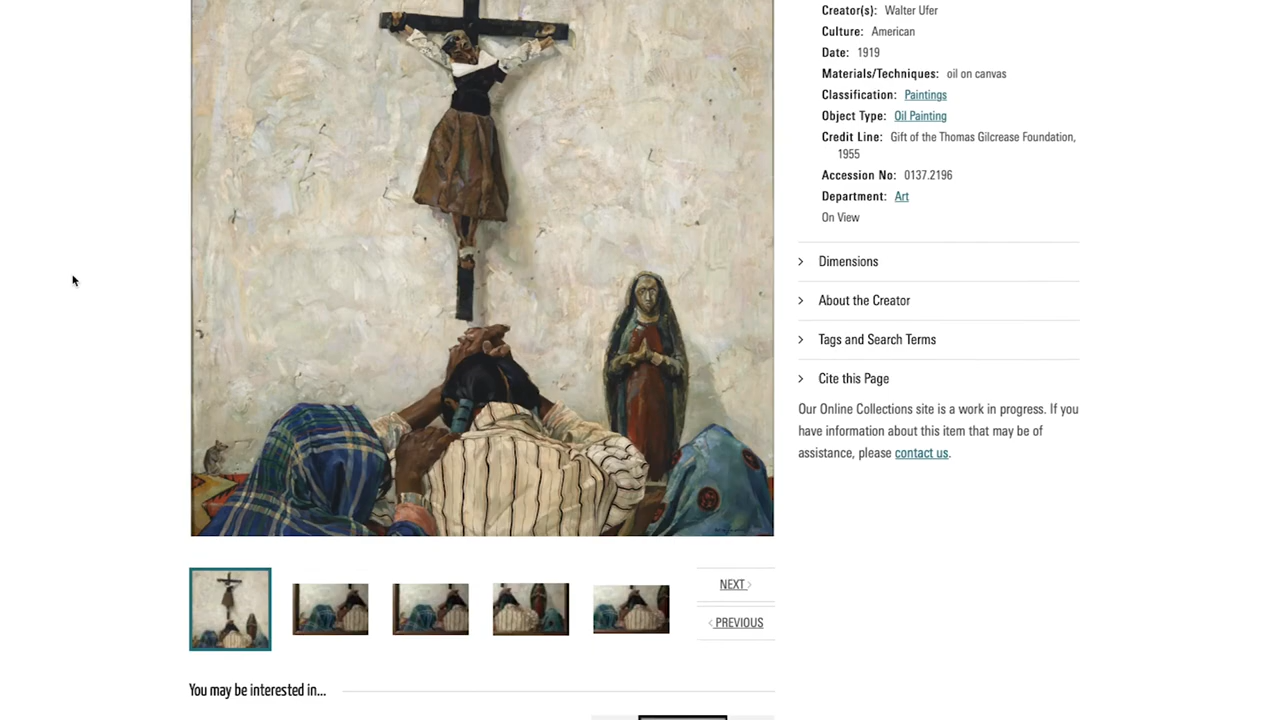 Creator(s): Walter Ufer
Culture: American
Date: 1919
Materials/Techniques: oil on canvas
Classification: Paintings
Object Type: Oil Painting
Credit Line: Gift of the Thomas Gilcrease Foundation,
1955
Accession No: 0137.2196
Department: Art
On View
Dimensions
About the Creator
Tags and Search Terms
Cite this Page
Our Online Collections site is a work in progress. If you
have information about this item that may be of
assistance, please contact us.
NEXT
PREVIOUS
You may be interested in...